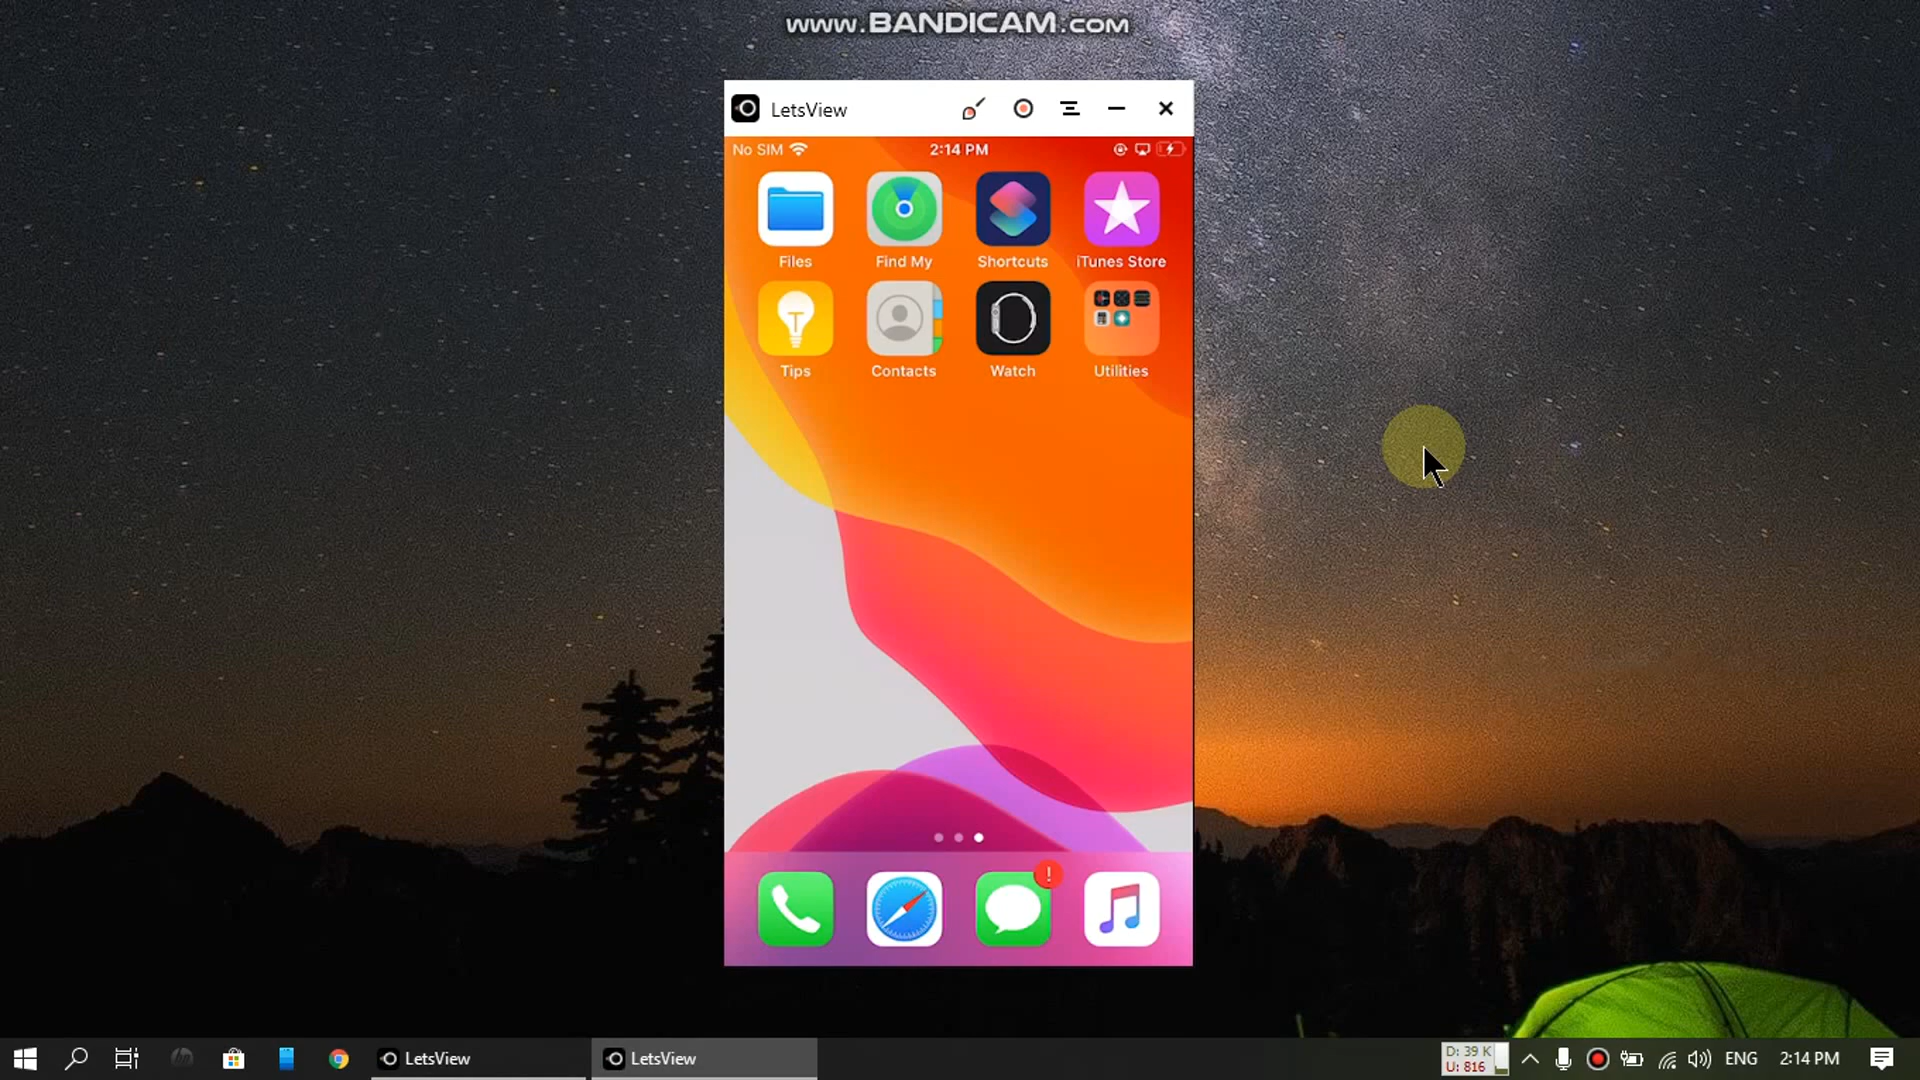 www.BANDICAM.com
LetsView
No SIM
2:14 PM
Files
Find My
Shortcuts
iTunes Store
Tips
Contacts
Watch
Utilities
!
LetsView
LetsView
D: 39 K
U: 816
ENG
2:14 PM